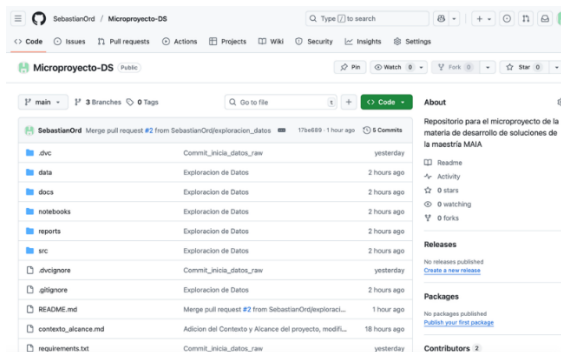 SebastianOrd / Microproyecto-DS
Type / to search
Code Issues Pull requests Actions Projects Wiki Security Insights Settings
Microproyecto-DS Public
Pin Watch 0 Fork 0 Star 0
main 3 Branches 0 Tags
Go to file t
Code
SebastianOrd Merge pull request #2 from SebastianOrd/exploracion_datos 17be689 · 1 hour ago 5 Commits
.dvc Commit_inicia_datos_raw yesterday
data Exploracion de Datos 2 hours ago
docs Exploracion de Datos 2 hours ago
notebooks Exploracion de Datos 2 hours ago
reports Exploracion de Datos 2 hours ago
src Exploracion de Datos 2 hours ago
.dvcignore Commit_inicia_datos_raw yesterday
.gitignore Exploracion de Datos 2 hours ago
README.md Merge pull request #2 from SebastianOrd/exploraci... 1 hour ago
contexto_alcance.md Adicion del Contexto y Alcance del proyecto, modifi... 18 hours ago
requirements.txt Commit_inicia_datos_raw yesterday
About
Repositorio para el microproyecto de la
materia de desarrollo de soluciones de
la maestría MAIA
Readme
Activity
0 stars
0 watching
0 forks
Releases
No releases published
Create a new release
Packages
No packages published
Publish your first package
Contributors 2